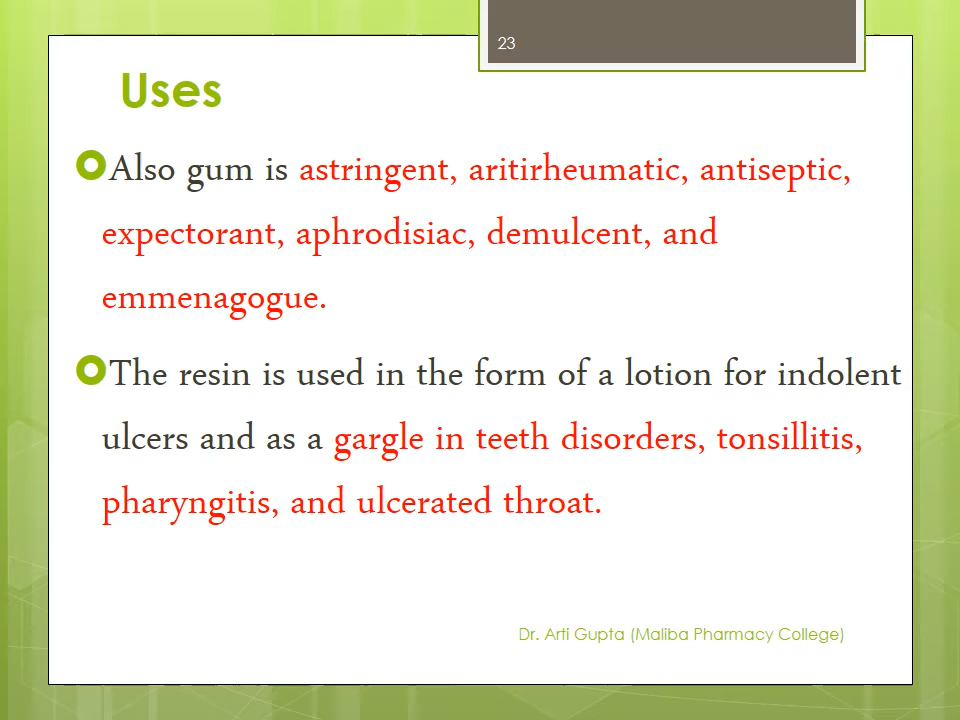 23
Uses
Also gum is astringent, aritirheumatic, antiseptic,
expectorant, aphrodisiac, demulcent, and
emmenagogue.
The resin is used in the form of a lotion for indolent
ulcers and as a gargle in teeth disorders, tonsillitis,
pharyngitis, and ulcerated throat.
Dr. Arti Gupta (Maliba Pharmacy College)